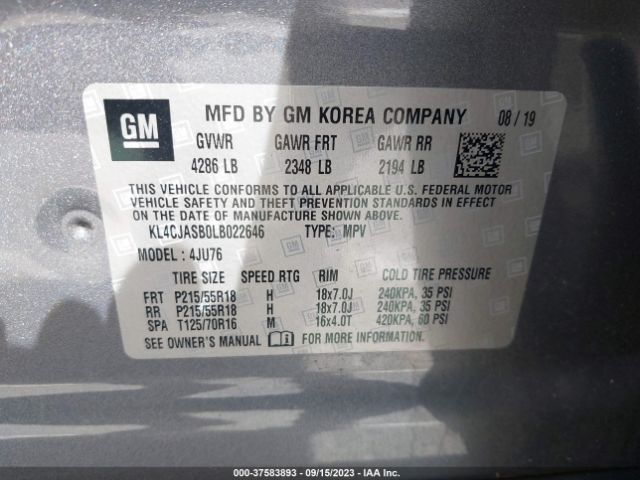 GM
MFD BY GM KOREA COMPANY 08/19
GVWR GAWR FRT GAWR RR
4286 LB 2348 LB 2194 LB
THIS VEHICLE CONFORMS TO ALL APPLICABLE U.S. FEDERAL MOTOR
VEHICLE SAFETY AND THEFT PREVENTION STANDARDS IN EFFECT ON
THE DATE OF MANUFACTURE SHOWN ABOVE.
KL4CJASB0LB022646 TYPE: MPV
MODEL: 4JU76
TIRE SIZE SPEED RTG RIM COLD TIRE PRESSURE
FRT P215/55R18 H 18x7.0J 240KPA, 35 PSI
RR P215/55R18 H 18x7.0J 240KPA, 35 PSI
SPA T125/70R16 M 16x4.0T 420KPA, 60 PSI
SEE OWNER'S MANUAL FOR MORE INFORMATION
000-37583893 - 09/15/2023 - IAA Inc.